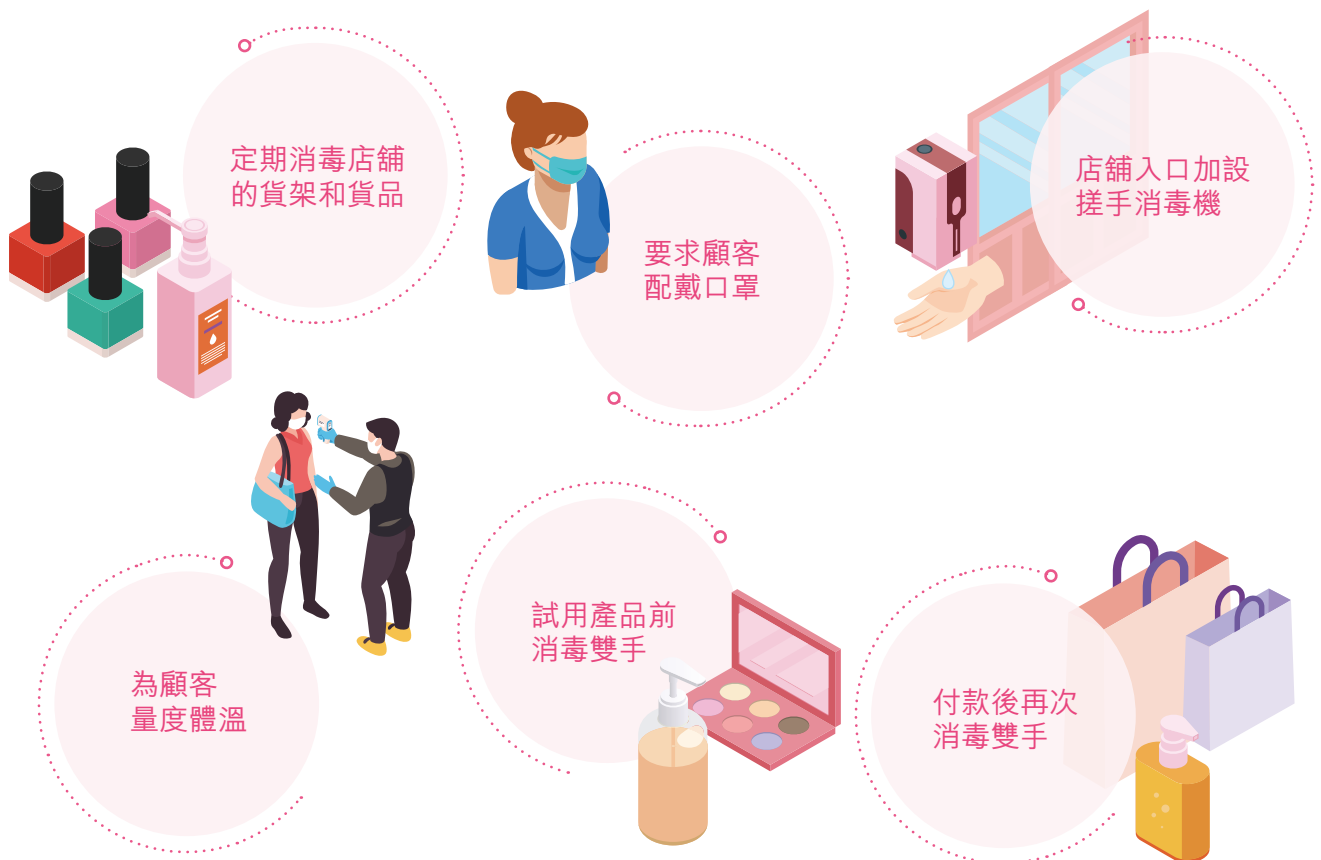 定期消毒店舖
的貨架和貨品
要求顧客
配戴口罩
店舖入口加設
搓手消毒機
為顧客
量度體溫
試用產品前
消毒雙手
付款後再次
消毒雙手